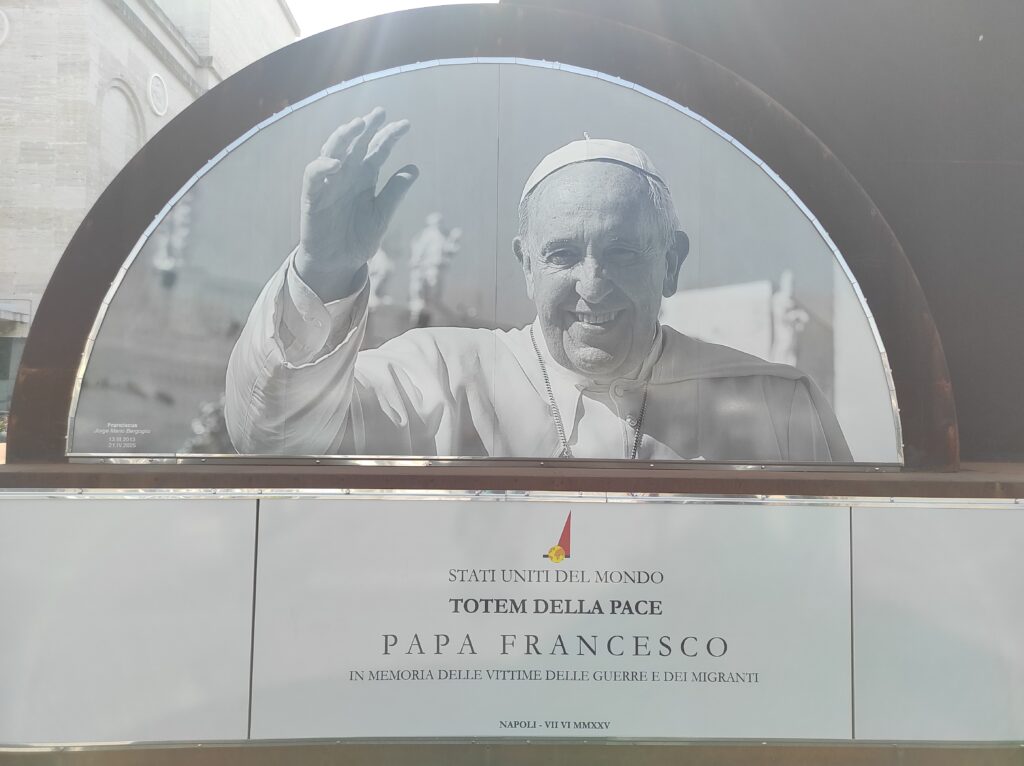 Franciscus
Jorge Mario Bergoglio
13.III.2013
21.IV.2025
STATI UNITI DEL MONDO
TOTEM DELLA PACE
PAPA FRANCESCO
IN MEMORIA DELLE VITTIME DELLE GUERRE E DEI MIGRANTI
NAPOLI - VII VI MMXXV